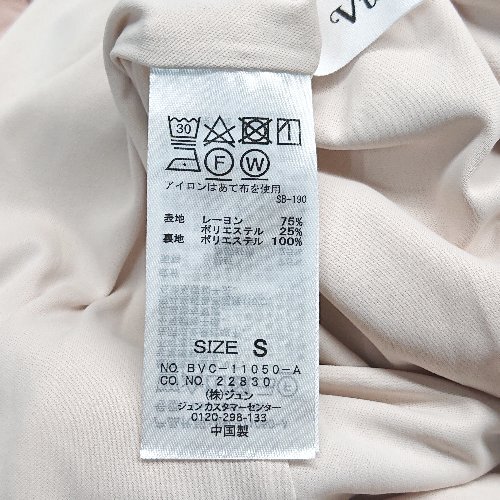 Vi
30
F W
アイロンはあて布を使用
SB-190
表地 レーヨン 75%
ポリエステル 25%
裏地 ポリエステル 100%
SIZE S
NO. BVC-11050-A
CO. NO. 22830
(株)ジュン
ジュンカスタマーセンター
0120-298-133
中国製